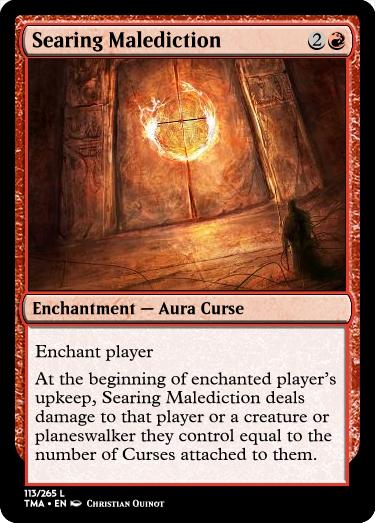 Searing Malediction 2
Enchantment — Aura Curse
Enchant player
At the beginning of enchanted player's
upkeep, Searing Malediction deals
damage to that player or a creature or
planeswalker they control equal to the
number of Curses attached to them.
113/265 L
TMA • EN Christian Quinot